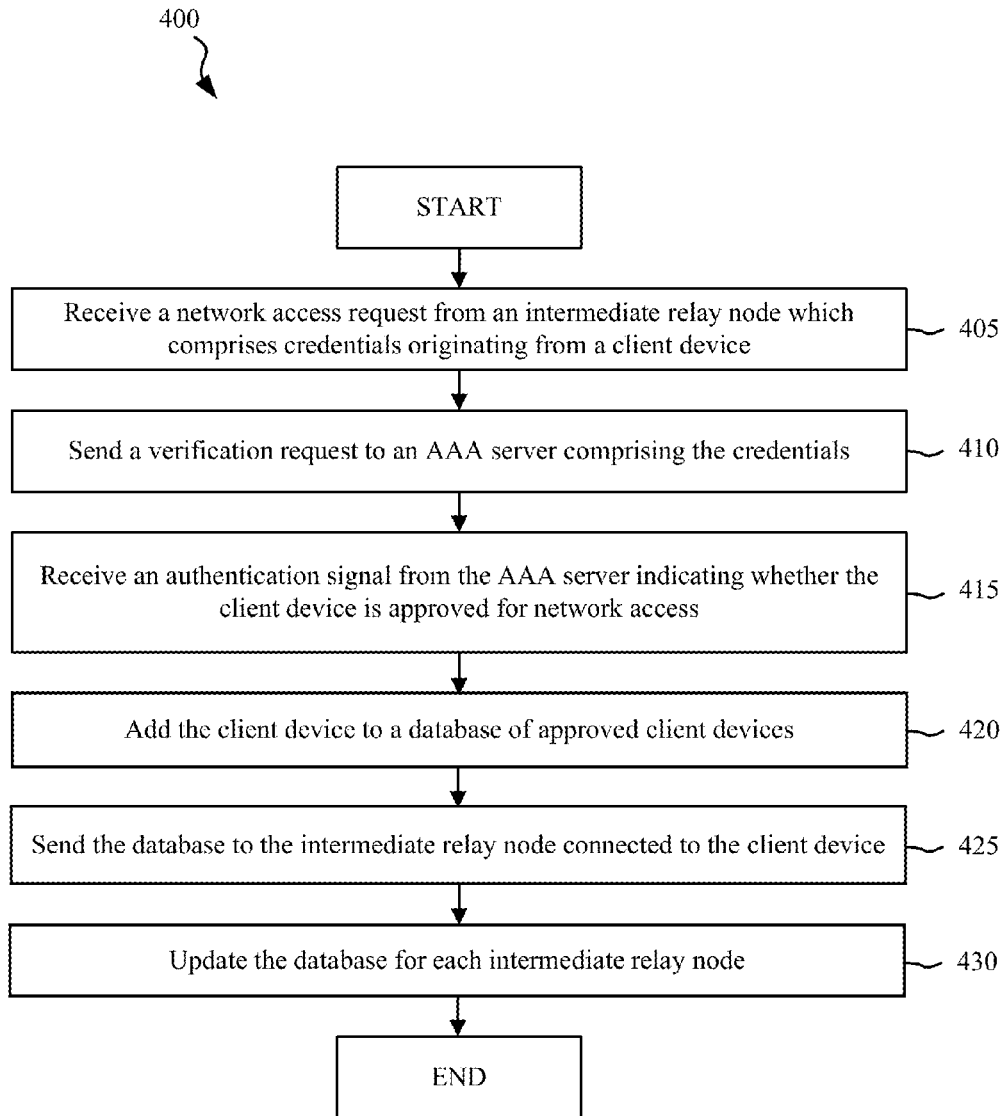 400
START
Receive a network access request from an intermediate relay node which
comprises credentials originating from a client device
405
Send a verification request to an AAA server comprising the credentials
410
Receive an authentication signal from the AAA server indicating whether the
client device is approved for network access
415
Add the client device to a database of approved client devices
420
Send the database to the intermediate relay node connected to the client device
425
Update the database for each intermediate relay node
430
END